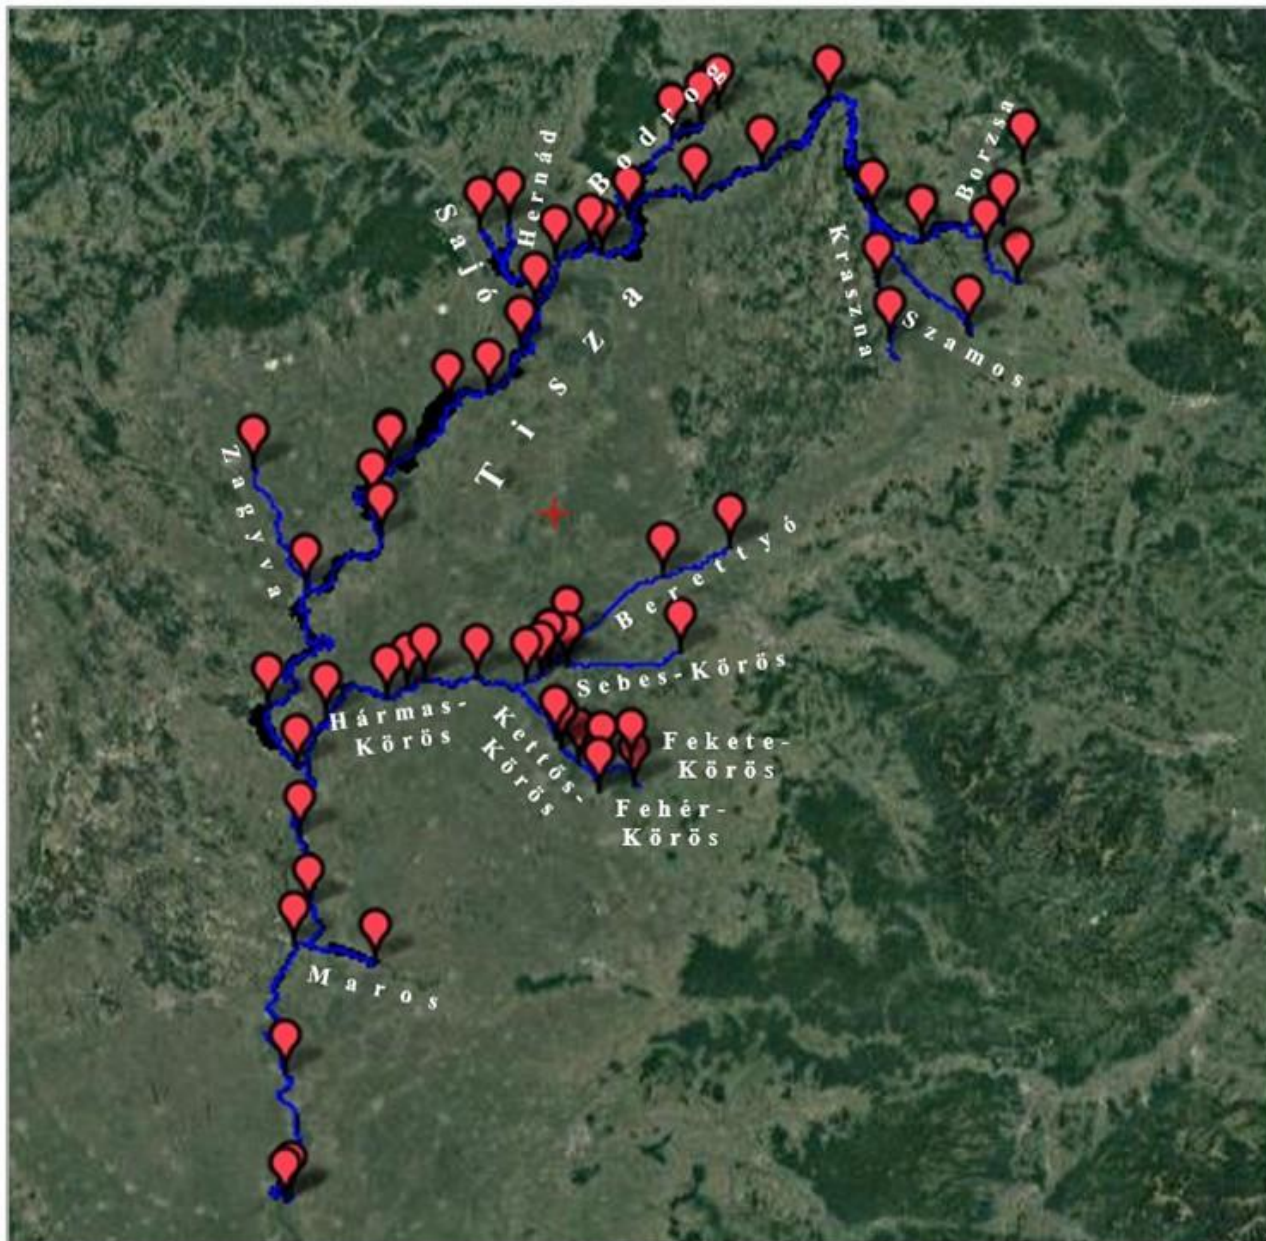 Bodrog
Borzsa
Hernád
Sajó
Kraszna
Szamos
Tisza
Zagyva
Berettyó
Sebes-Körös
Hármas-
Körös
Kettős-
Körös
Fekete-
Körös
Fehér-
Körös
Maros